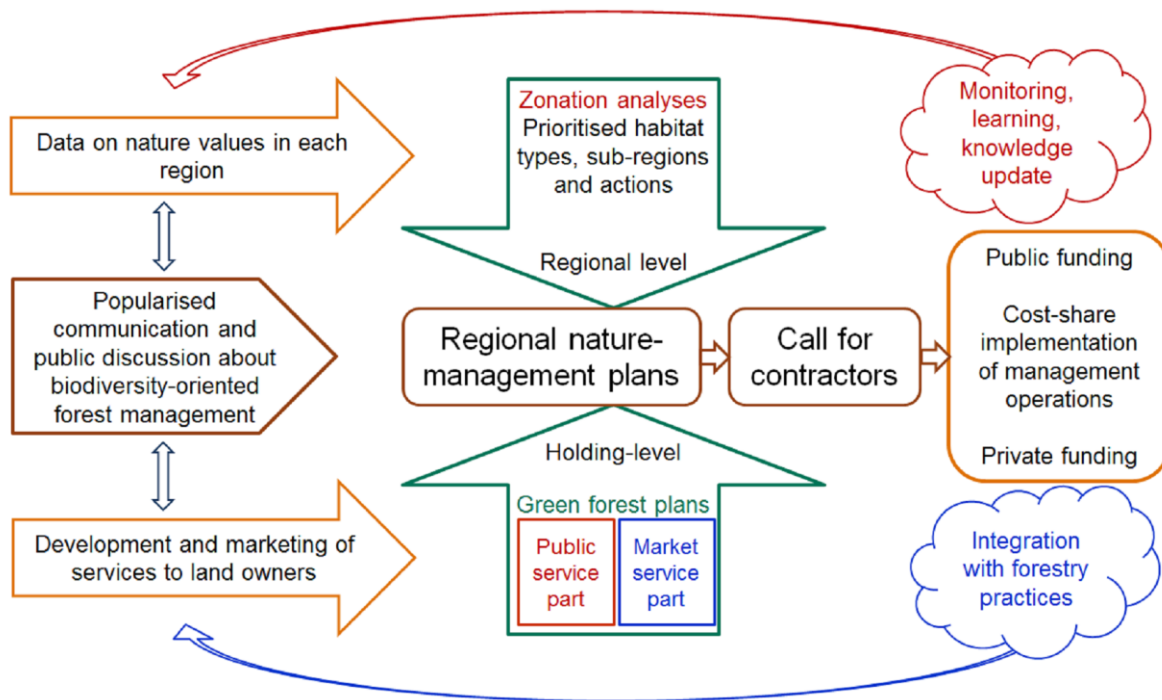 Data on nature values in each
region
Popularised
communication and
public discussion about
biodiversity-oriented
forest management
Development and marketing of
services to land owners
Zonation analyses
Prioritised habitat
types, sub-regions
and actions
Regional level
Regional nature-
management plans
Holding-level
Green forest plans
Public
service
part
Market
service
part
Call for
contractors
Monitoring,
learning,
knowledge
update
Public funding
Cost-share
implementation
of management
operations
Private funding
Integration
with forestry
practices